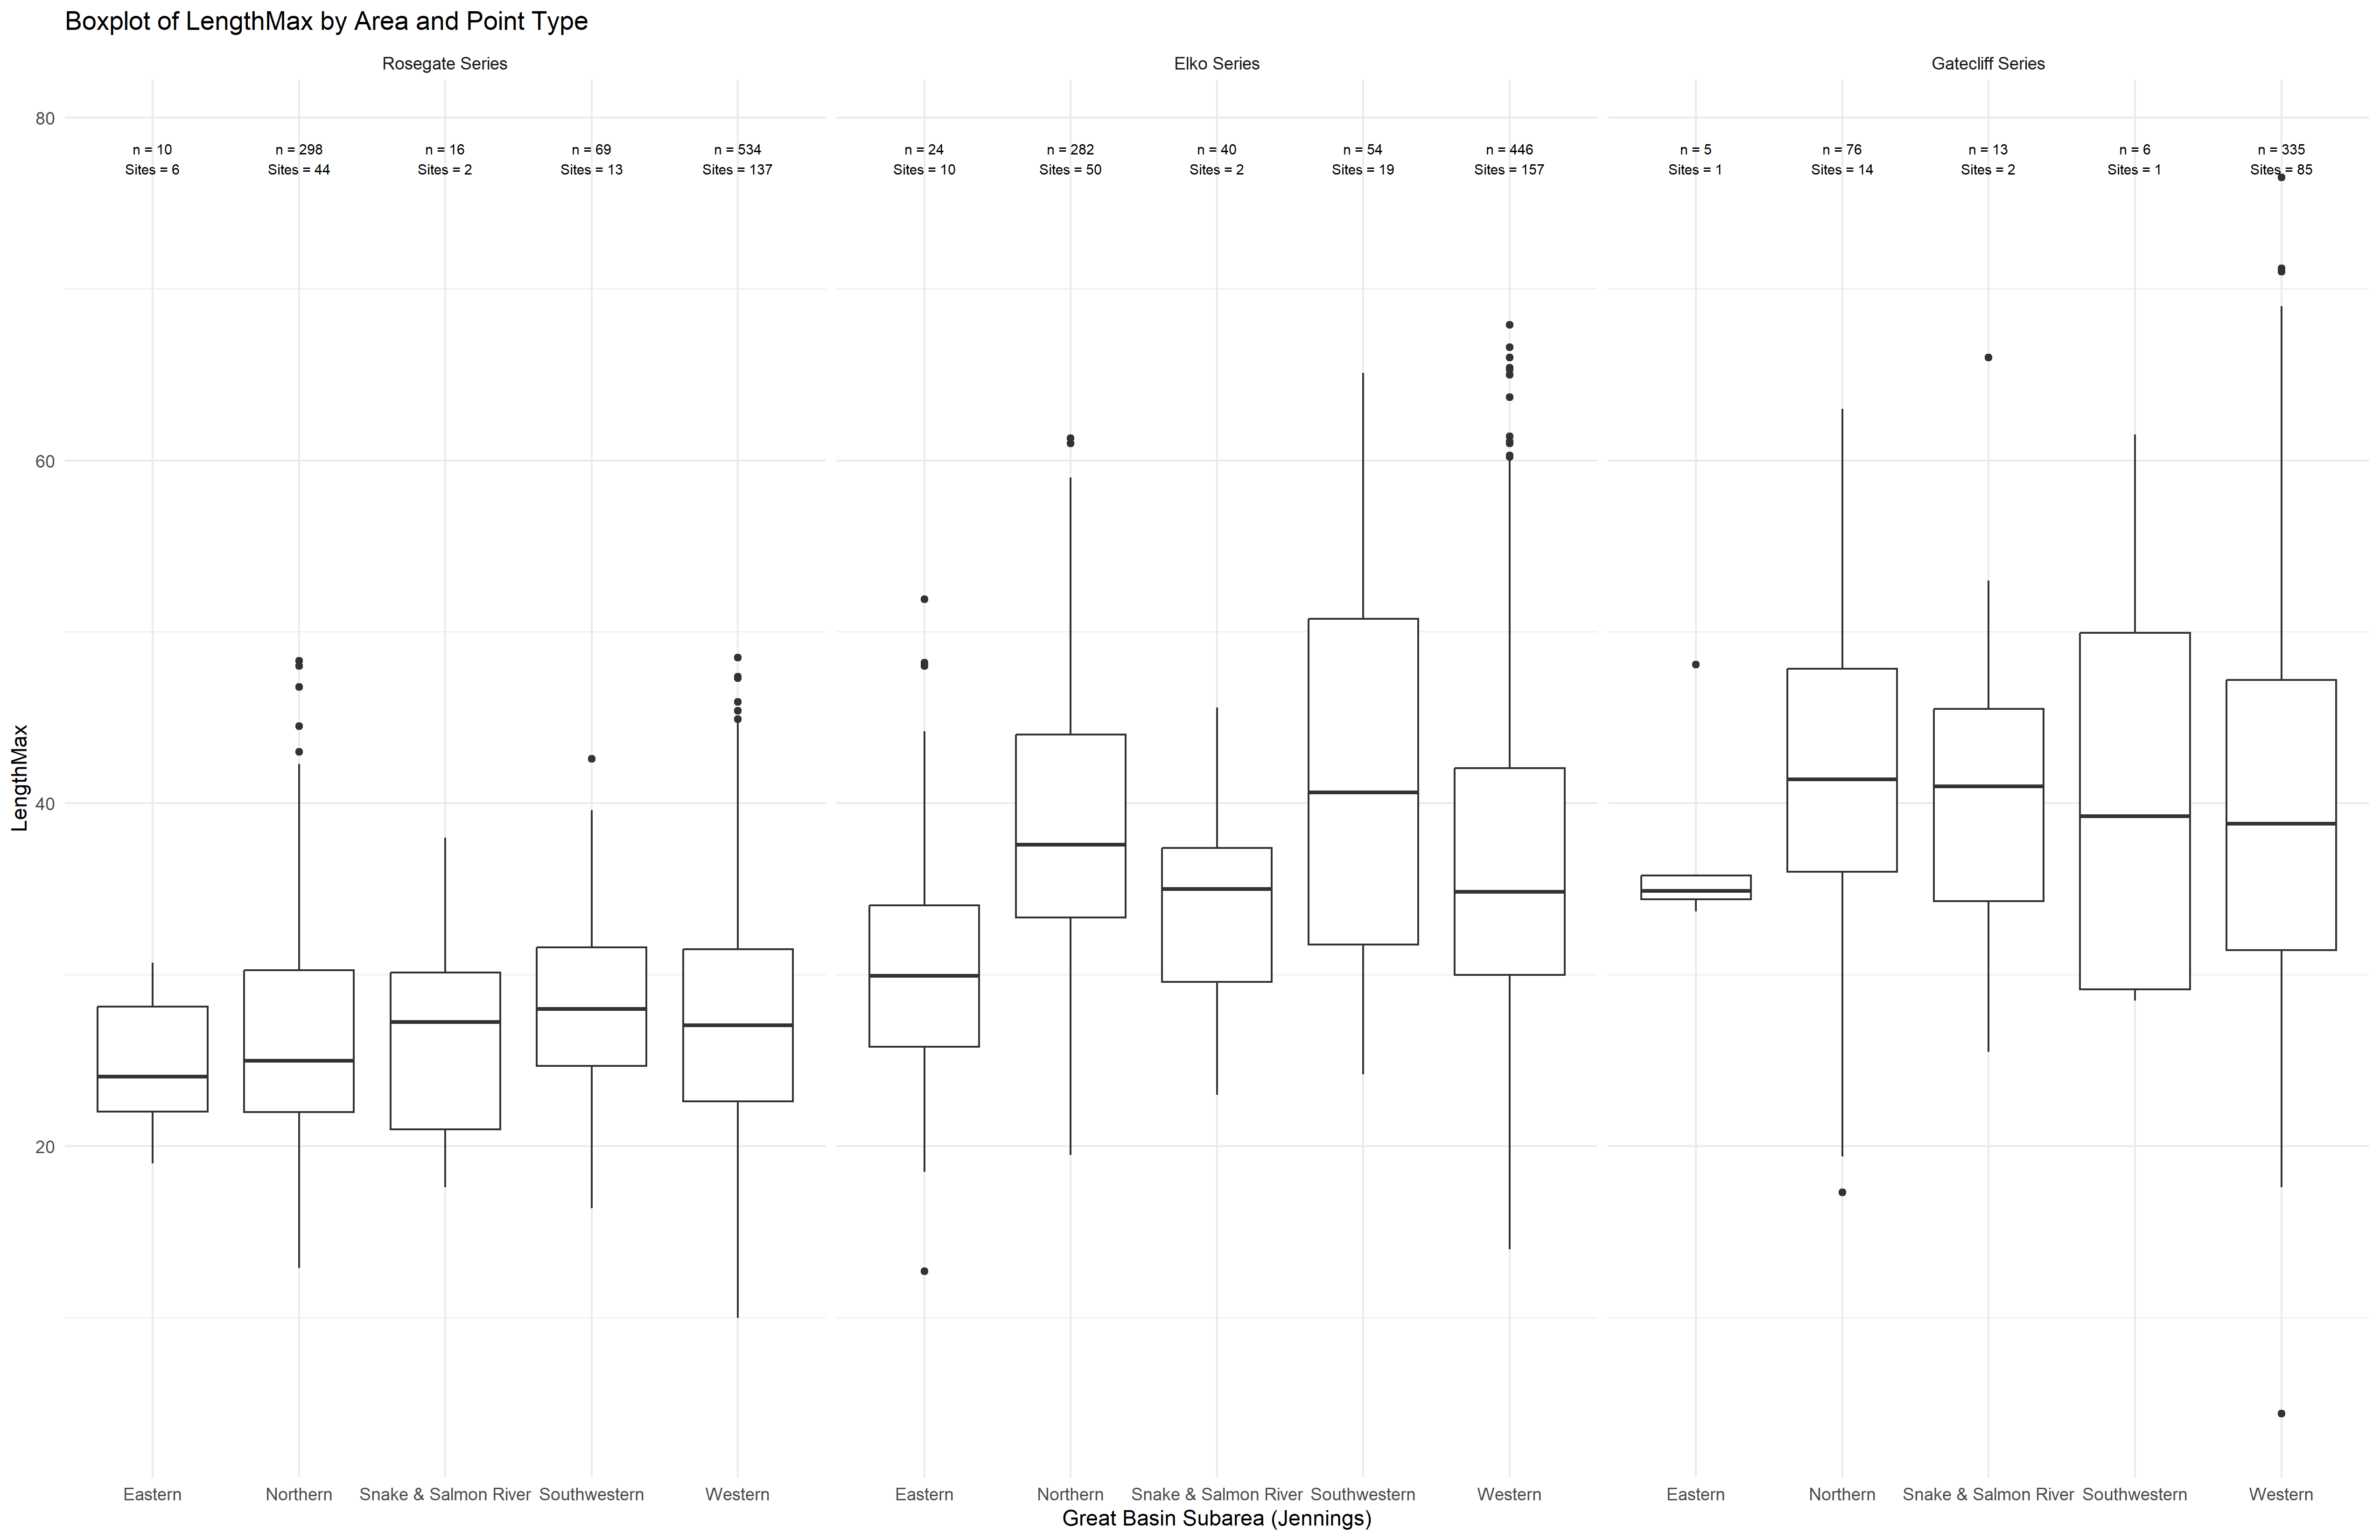 Boxplot of LengthMax by Area and Point Type
Rosegate Series
Elko Series
Gatecliff Series
n = 10
Sites = 6
n = 298
Sites = 44
n = 16
Sites = 2
n = 69
Sites = 13
n = 534
Sites = 137
n = 24
Sites = 10
n = 282
Sites = 50
n = 40
Sites = 2
n = 54
Sites = 19
n = 446
Sites = 157
n = 5
Sites = 1
n = 76
Sites = 14
n = 13
Sites = 2
n = 6
Sites = 1
n = 335
Sites = 85
80
60
40
20
LengthMax
Eastern
Northern
Snake & Salmon River
Southwestern
Western
Eastern
Northern
Snake & Salmon River
Southwestern
Western
Eastern
Northern
Snake & Salmon River
Southwestern
Western
Great Basin Subarea (Jennings)